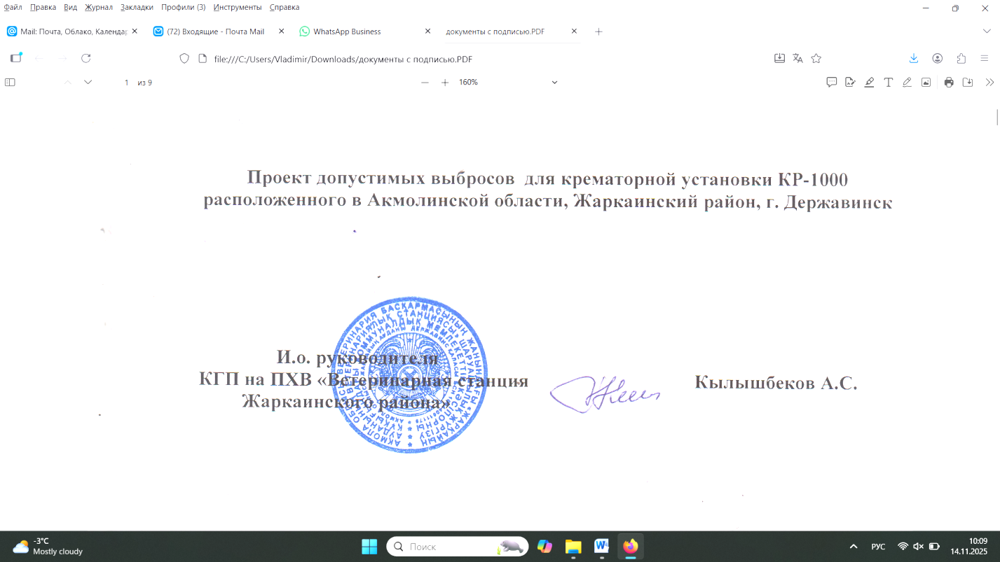 Файл Правка Вид Журнал Закладки Профили (3) Инструменты Справка
Mail: Почта, Облако, Календар (72) Входящие - Почта Mail WhatsApp Business документы с подписью.PDF
file:///C:/Users/Vladimir/Downloads/документы с подписью.PDF
1 из 9 160%
Проект допустимых выбросов для крематорной установки КР-1000
расположенного в Акмолинской области, Жаркаинский район, г. Державинск
И.о. руководителя
КГП на ПХВ «Ветеринарная станция
Жаркаинского района»
Кылышбеков А.С.
-3°C
Mostly cloudy
Поиск
РУС
10:09
14.11.2025